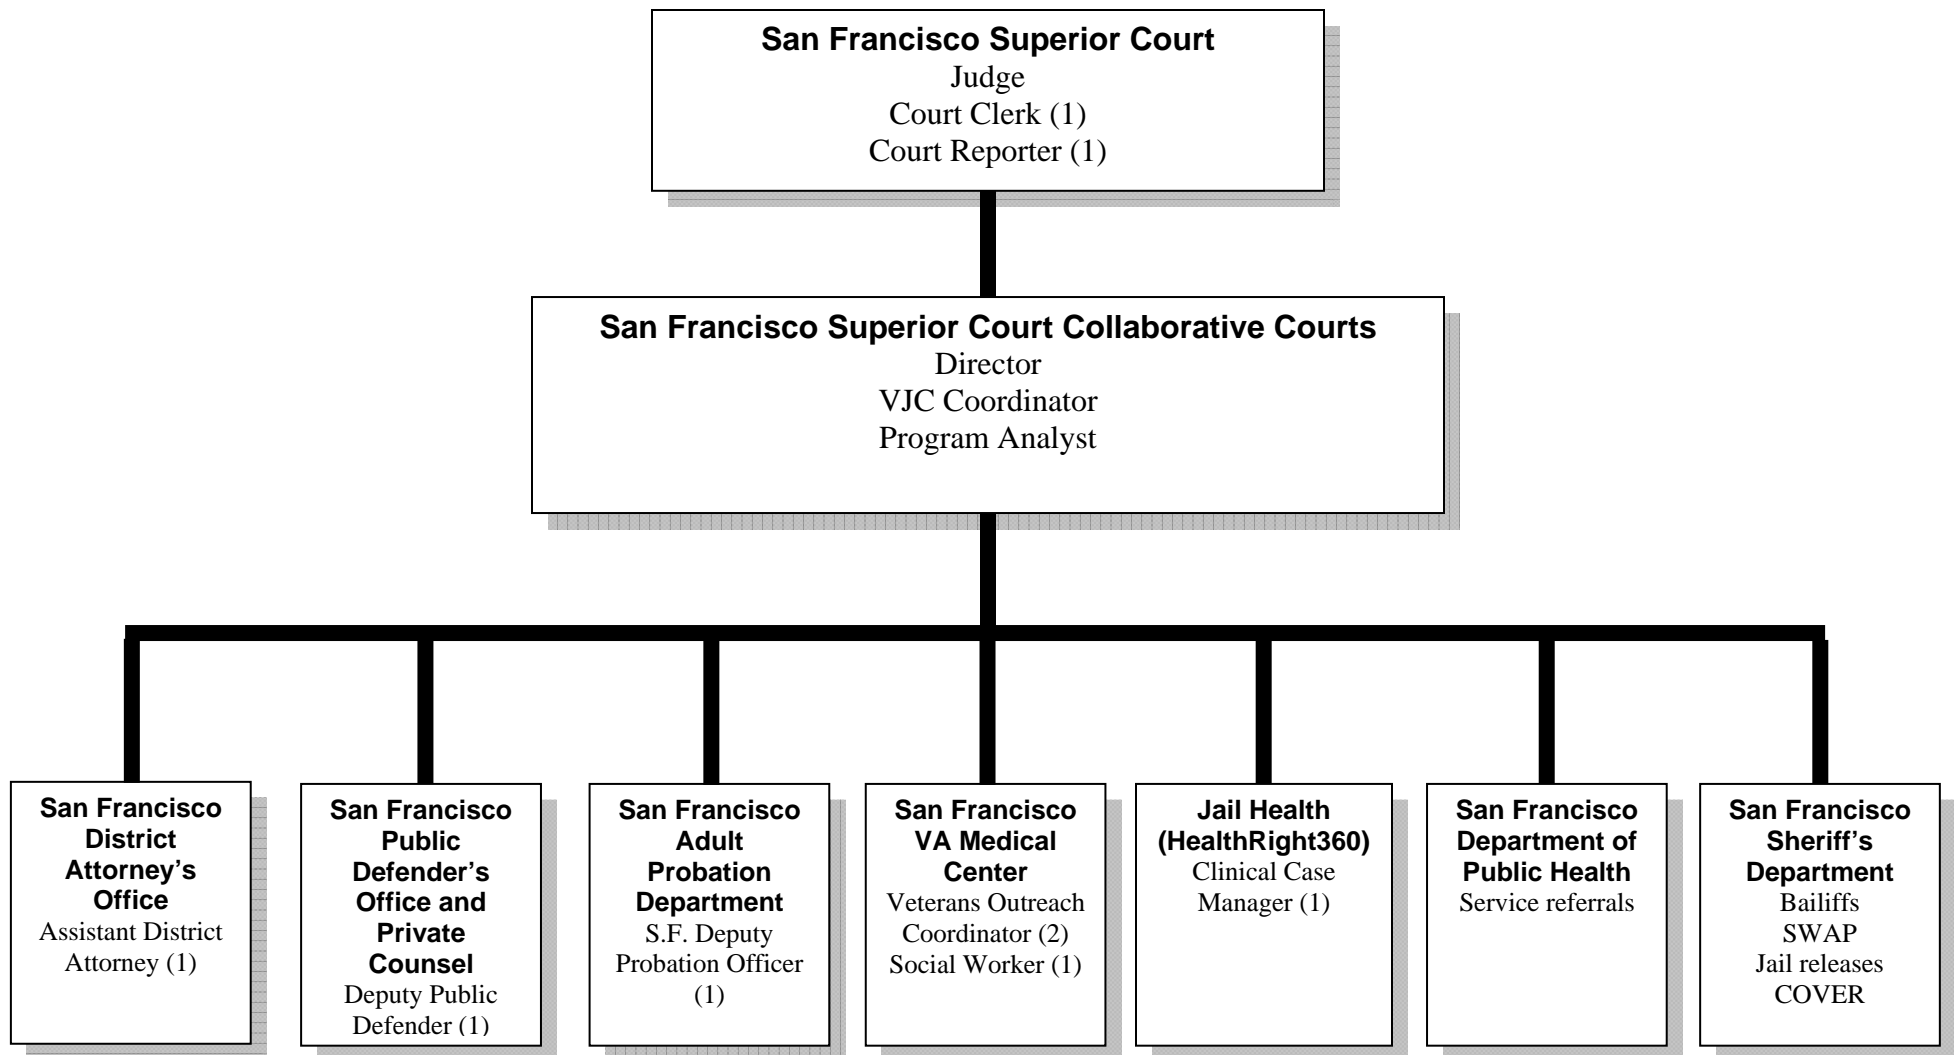 San Francisco Superior Court
Judge
Court Clerk (1)
Court Reporter (1)
San Francisco Superior Court Collaborative Courts
Director
VJC Coordinator
Program Analyst
San Francisco
District
Attorney’s
Office
Assistant District
Attorney (1)
San Francisco
Public
Defender’s
Office and
Private
Counsel
Deputy Public
Defender (1)
San Francisco
Adult
Probation
Department
S.F. Deputy
Probation Officer
(1)
San Francisco
VA Medical
Center
Veterans Outreach
Coordinator (2)
Social Worker (1)
Jail Health
(HealthRight360)
Clinical Case
Manager (1)
San Francisco
Department of
Public Health
Service referrals
San Francisco
Sheriff’s
Department
Bailiffs
SWAP
Jail releases
COVER